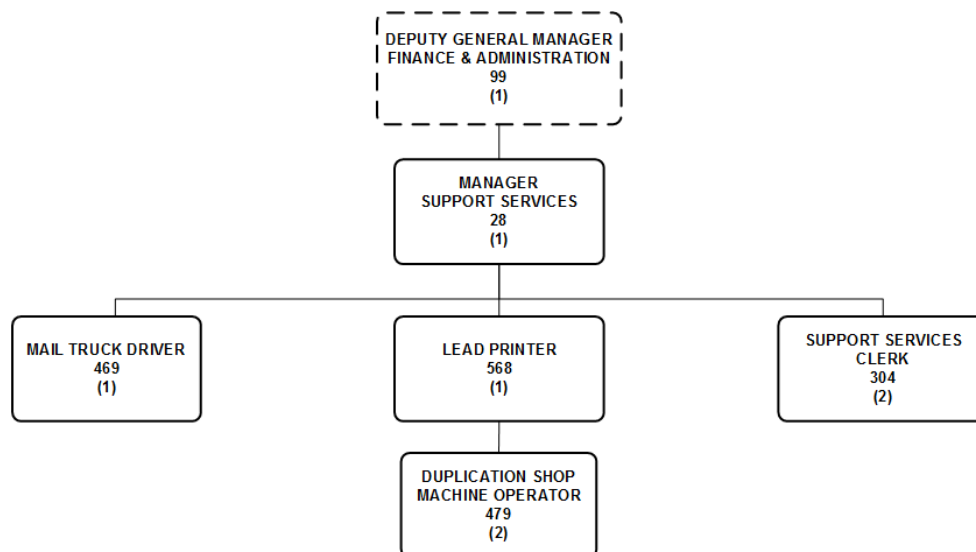 DEPUTY GENERAL MANAGER
FINANCE & ADMINISTRATION
99
(1)
MANAGER
SUPPORT SERVICES
28
(1)
MAIL TRUCK DRIVER
469
(1)
LEAD PRINTER
568
(1)
SUPPORT SERVICES
CLERK
304
(2)
DUPLICATION SHOP
MACHINE OPERATOR
479
(2)